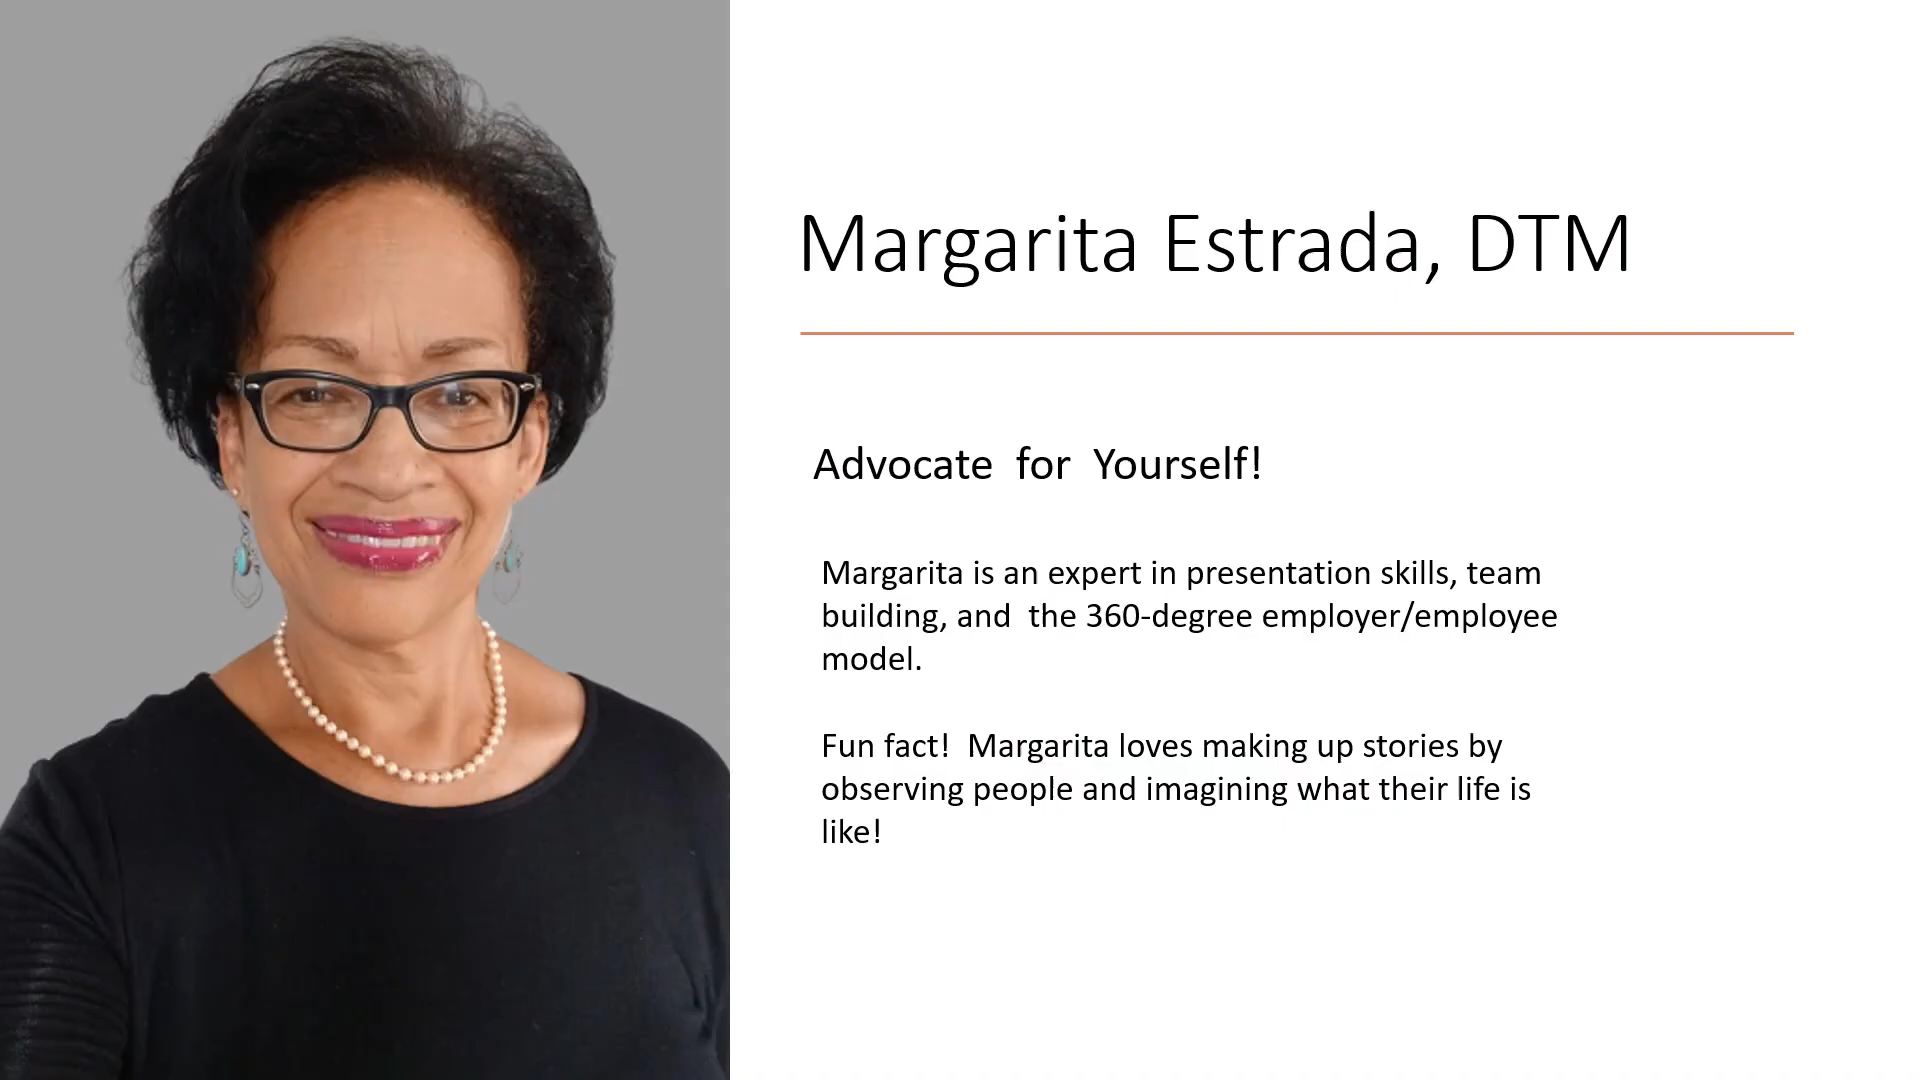 Margarita Estrada, DTM
Advocate for Yourself!
Margarita is an expert in presentation skills, team
building, and the 360-degree employer/employee
model.
Fun fact! Margarita loves making up stories by
observing people and imagining what their life is
like!